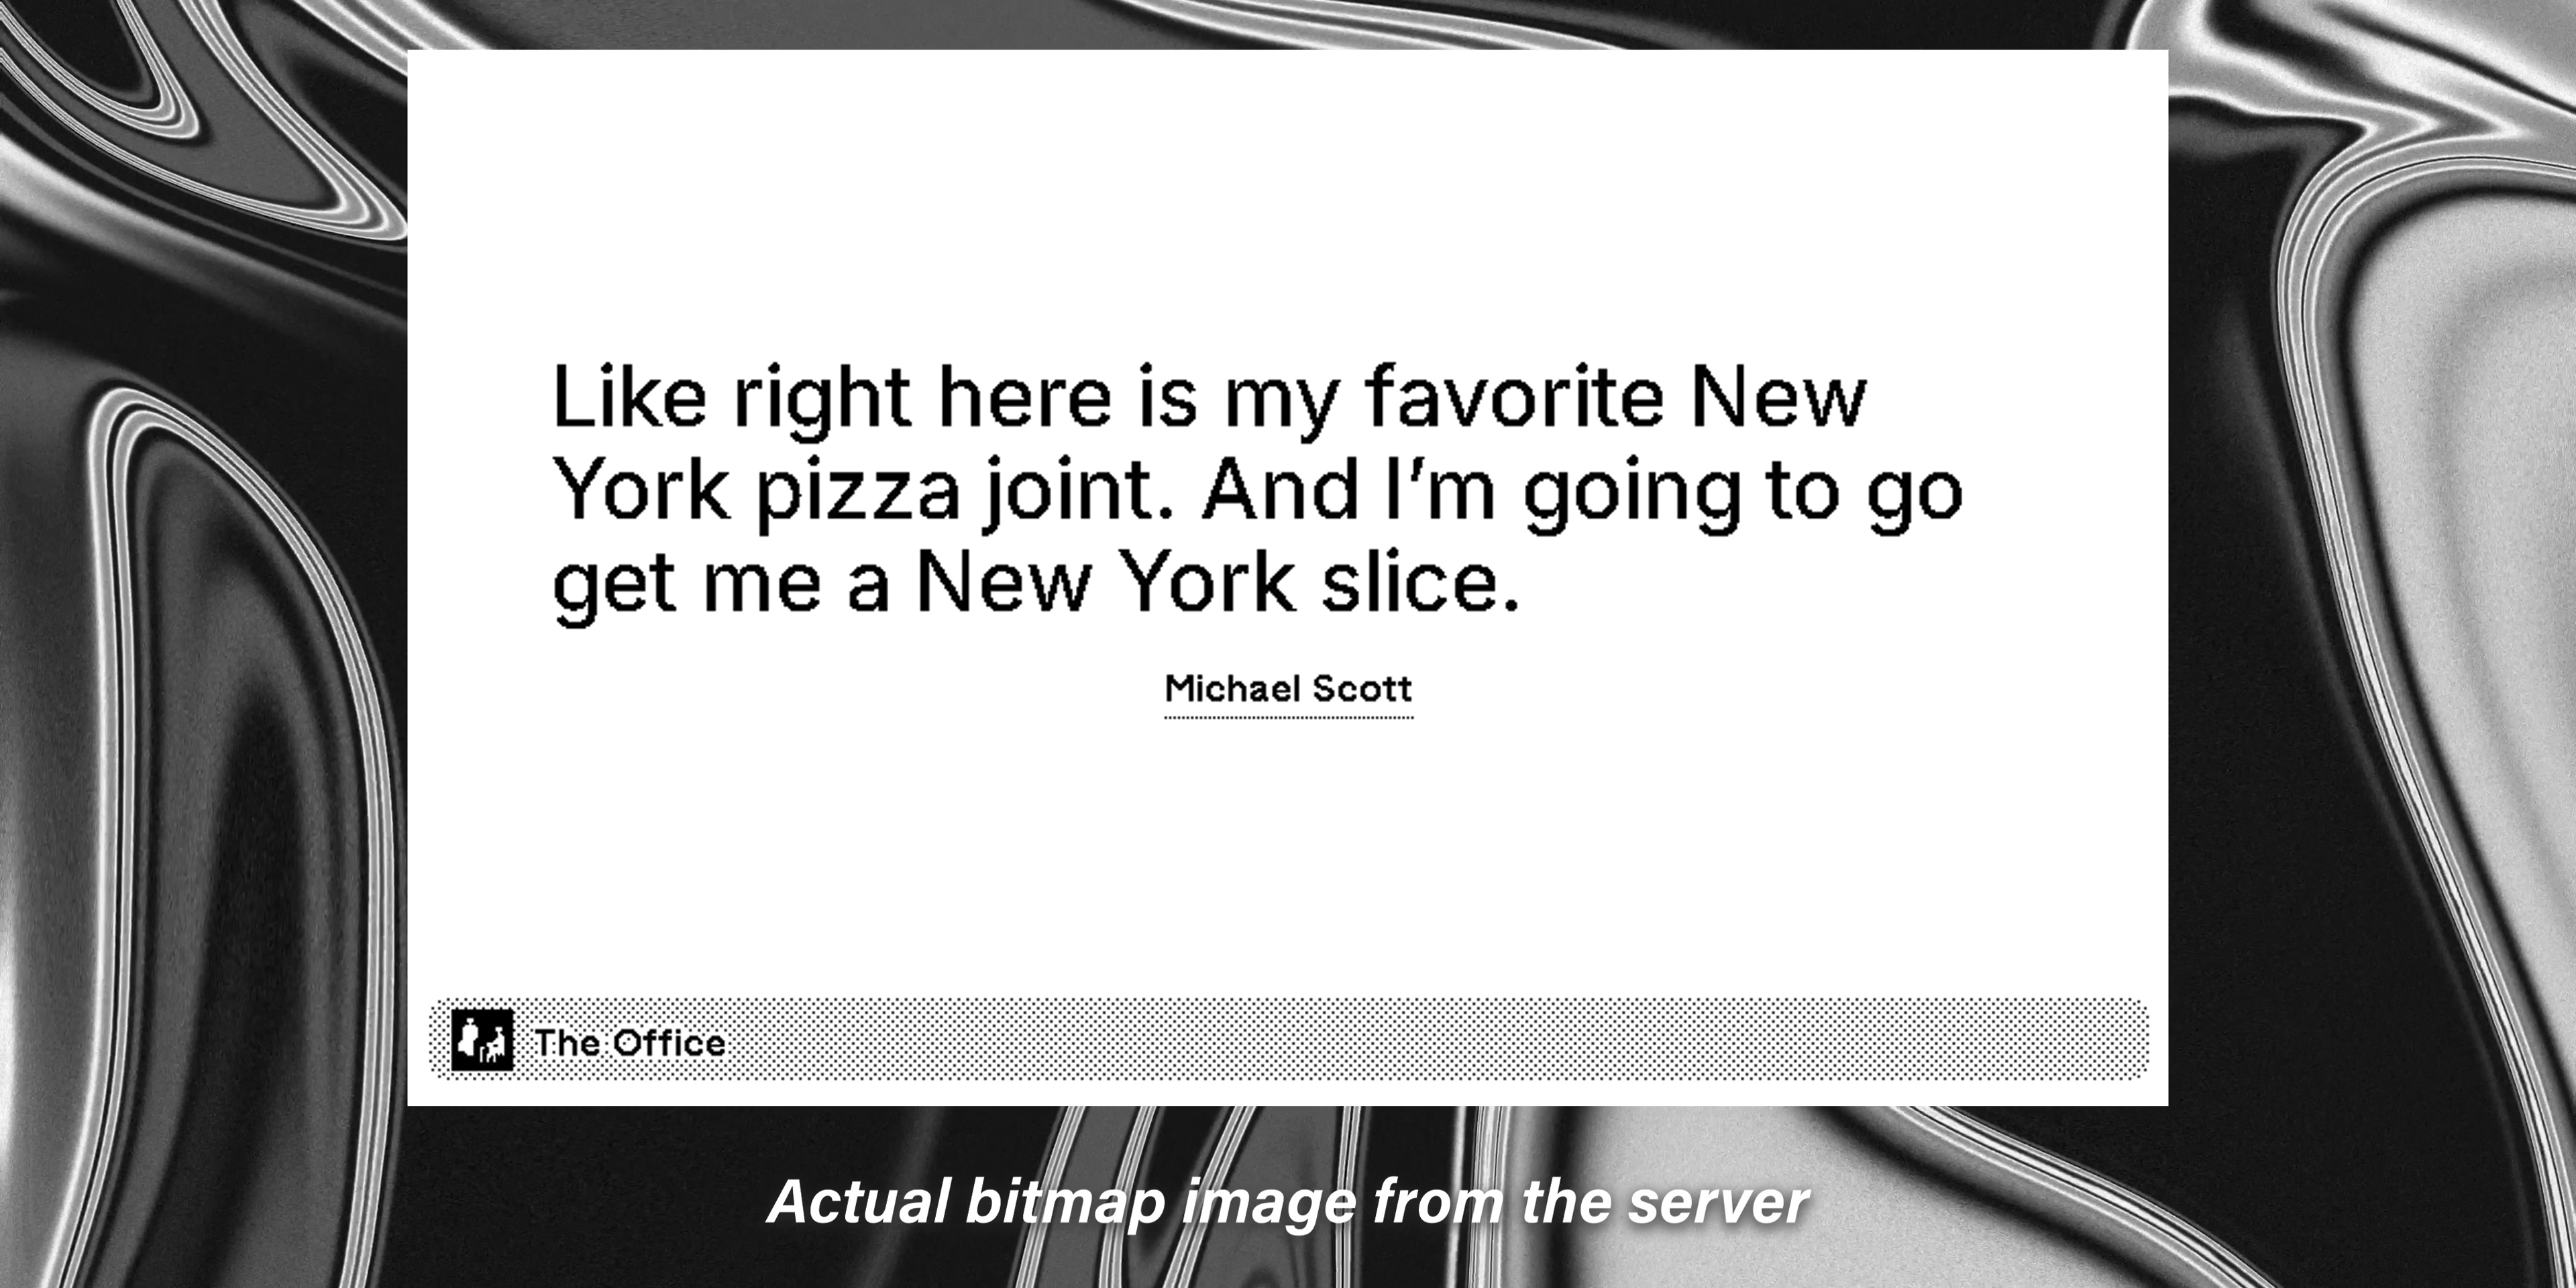 Like right here is my favorite New
York pizza joint. And I’m going to go
get me a New York slice.
Michael Scott
The Office
Actual bitmap image from the server